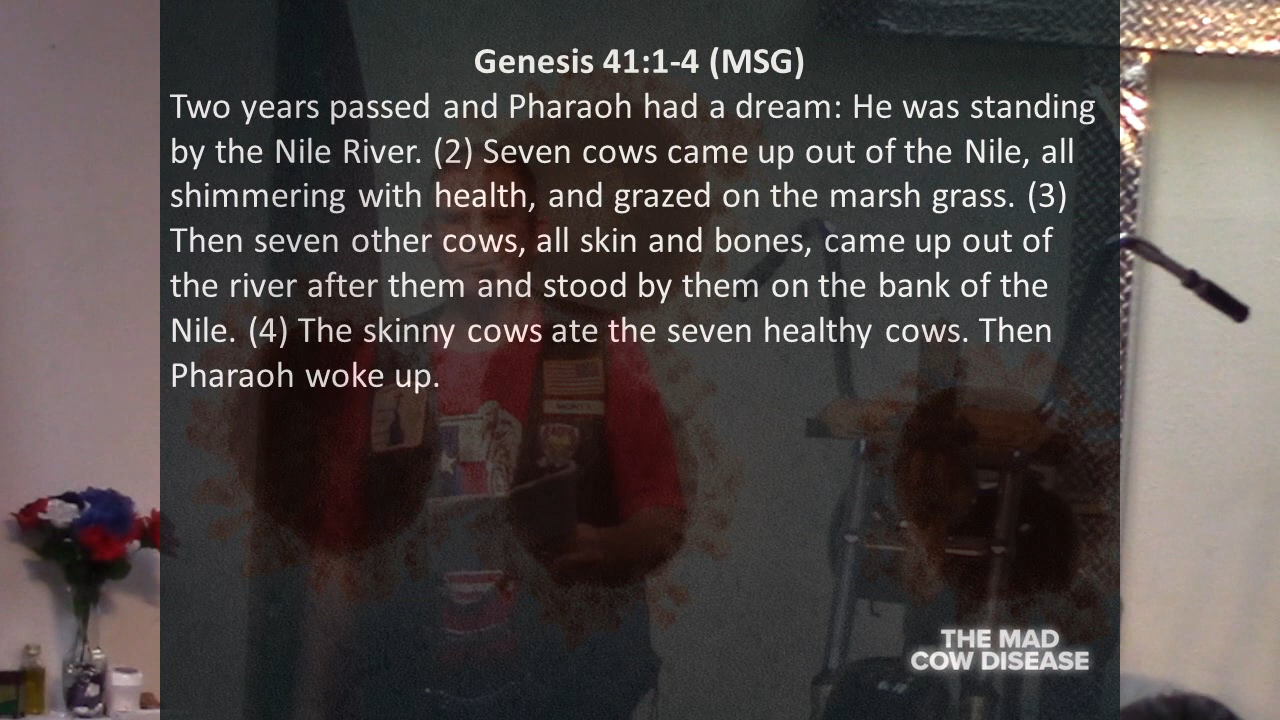 Genesis 41:1-4 (MSG)
Two years passed and Pharaoh had a dream: He was standing
by the Nile River. (2) Seven cows came up out of the Nile, all
shimmering with health, and grazed on the marsh grass. (3)
Then seven other cows, all skin and bones, came up out of
the river after them and stood by them on the bank of the
Nile. (4) The skinny cows ate the seven healthy cows. Then
Pharaoh woke up.
THE MAD
COW DISEASE